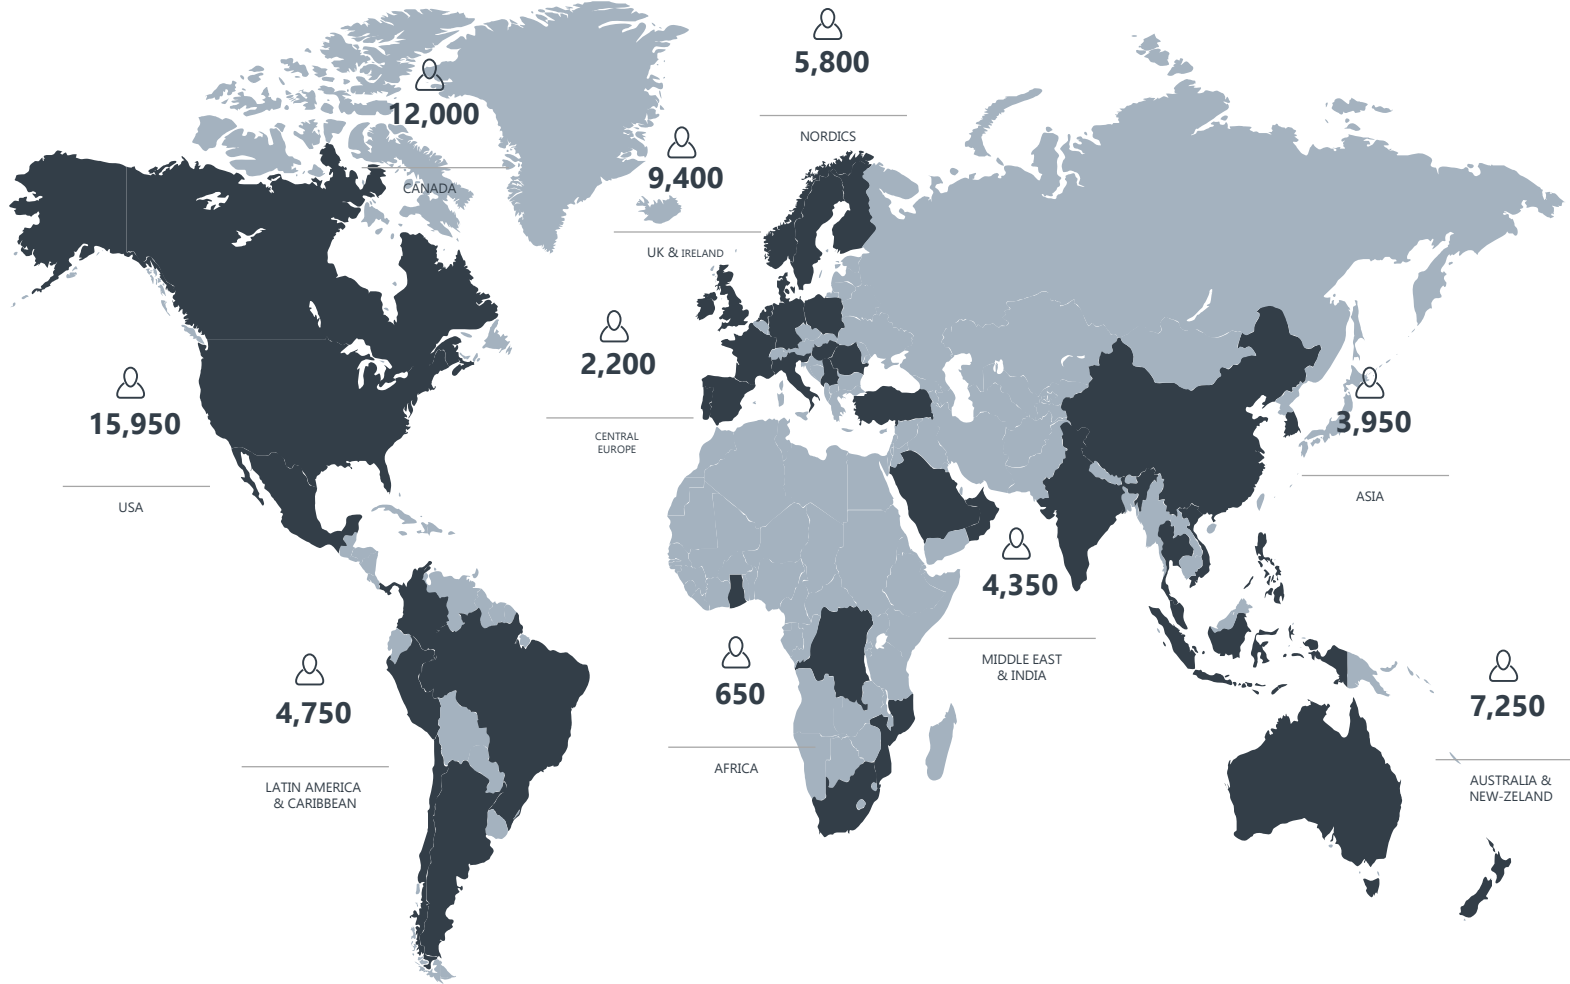 5,800
NORDICS
12,000
CANADA
9,400
UK & IRELAND
2,200
CENTRAL
EUROPE
15,950
USA
3,950
ASIA
4,350
MIDDLE EAST
& INDIA
650
AFRICA
4,750
LATIN AMERICA
& CARIBBEAN
7,250
AUSTRALIA &
NEW-ZELAND